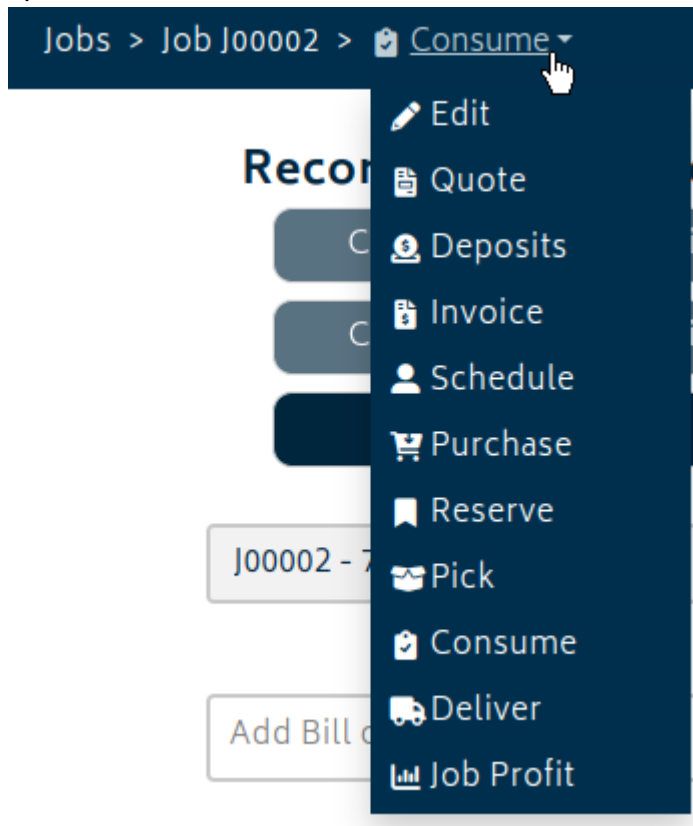 Jobs > Job J00002 > Consume
Edit
Recor
Quote
C
Deposits
Invoice
C
Schedule
Purchase
Reserve
J00002 - 7
Pick
Consume
Add Bill
Deliver
Job Profit